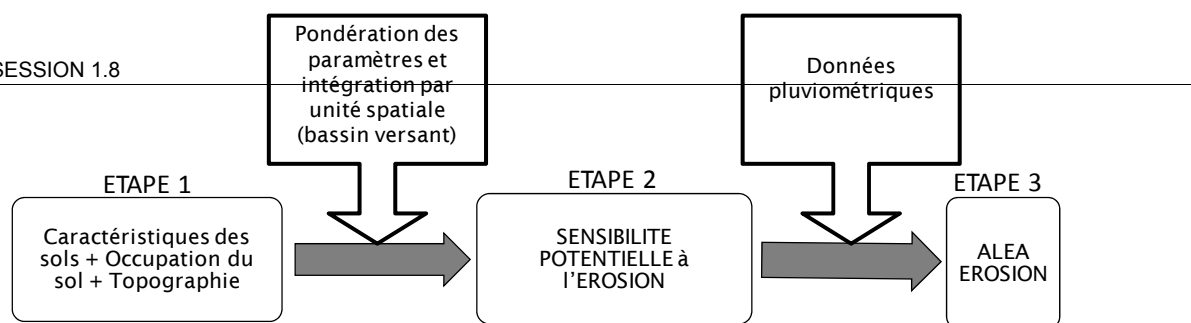 SESSION 1.8
Pondération des
paramètres et
intégration par
unité spatiale
(bassin versant)
Données
pluviométriques
ETAPE 1
Caractéristiques des
sols + Occupation du
sol + Topographie
ETAPE 2
SENSIBILITE
POTENTIELLE à
l’EROSION
ETAPE 3
ALEA
EROSION